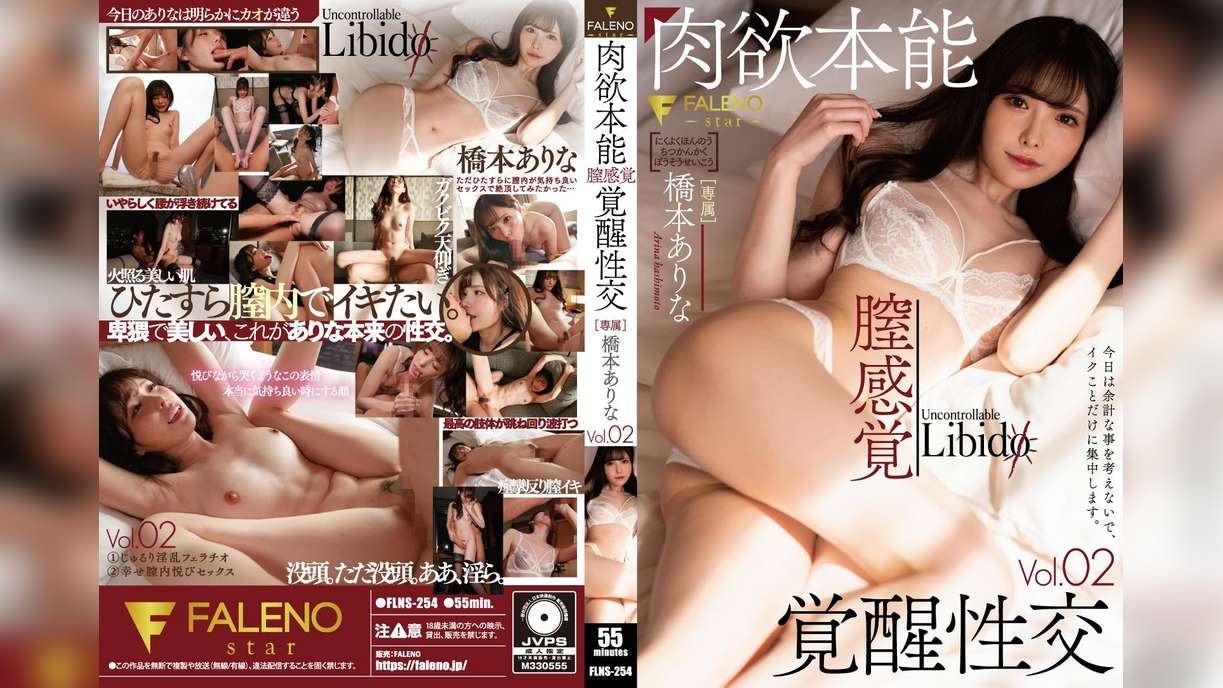 今日のありなは明らかにカオが違う
Uncontrollable
Libido
橋本ありな
ただひたすらに膣内が気持ち良い
セックスで絶頂してみたかった…
いやらしく腰が浮き続けてる
ガクビク天仰ぎ
火照る美しい肌
ひたすら膣内でイキたい。
卑猥で美しい、これがありな本来の性交。
悦びながら哭くようなこの表情
本当に気持ち良い時にする顔
最高の肢体が跳ね回り波打つ
痙攣反り膣イキ
Vol.02
①じゅるり淫乱フェラチオ
②幸せ膣内悦びセックス
没頭。ただ没頭。ああ、淫ら。
FALENO
star
●FLNS-254 ●55min.
注意
18歳未満の方への映示、
貸出、販売を禁じます。
販売:FALENO
https://faleno.jp/
JVPS
成人指定
M330555
●この作品を無断で複製や放送(無線/有線)、違法配信することを固く禁じます。
FALENO
star
肉欲本能
膣感覚
覚醒性交
[専属]
橋本ありな
Vol.02
55
minutes
FLNS-254
肉欲本能
FALENO
star
にくよくほんのう
ちつかんかく
ぼうそうせいこう
[専属]
橋本ありな
Arina hashimoto
膣感覚
Uncontrollable
Libido
今日は余計な事を考えないで、
イクことだけに集中します。
Vol.02
覚醒性交